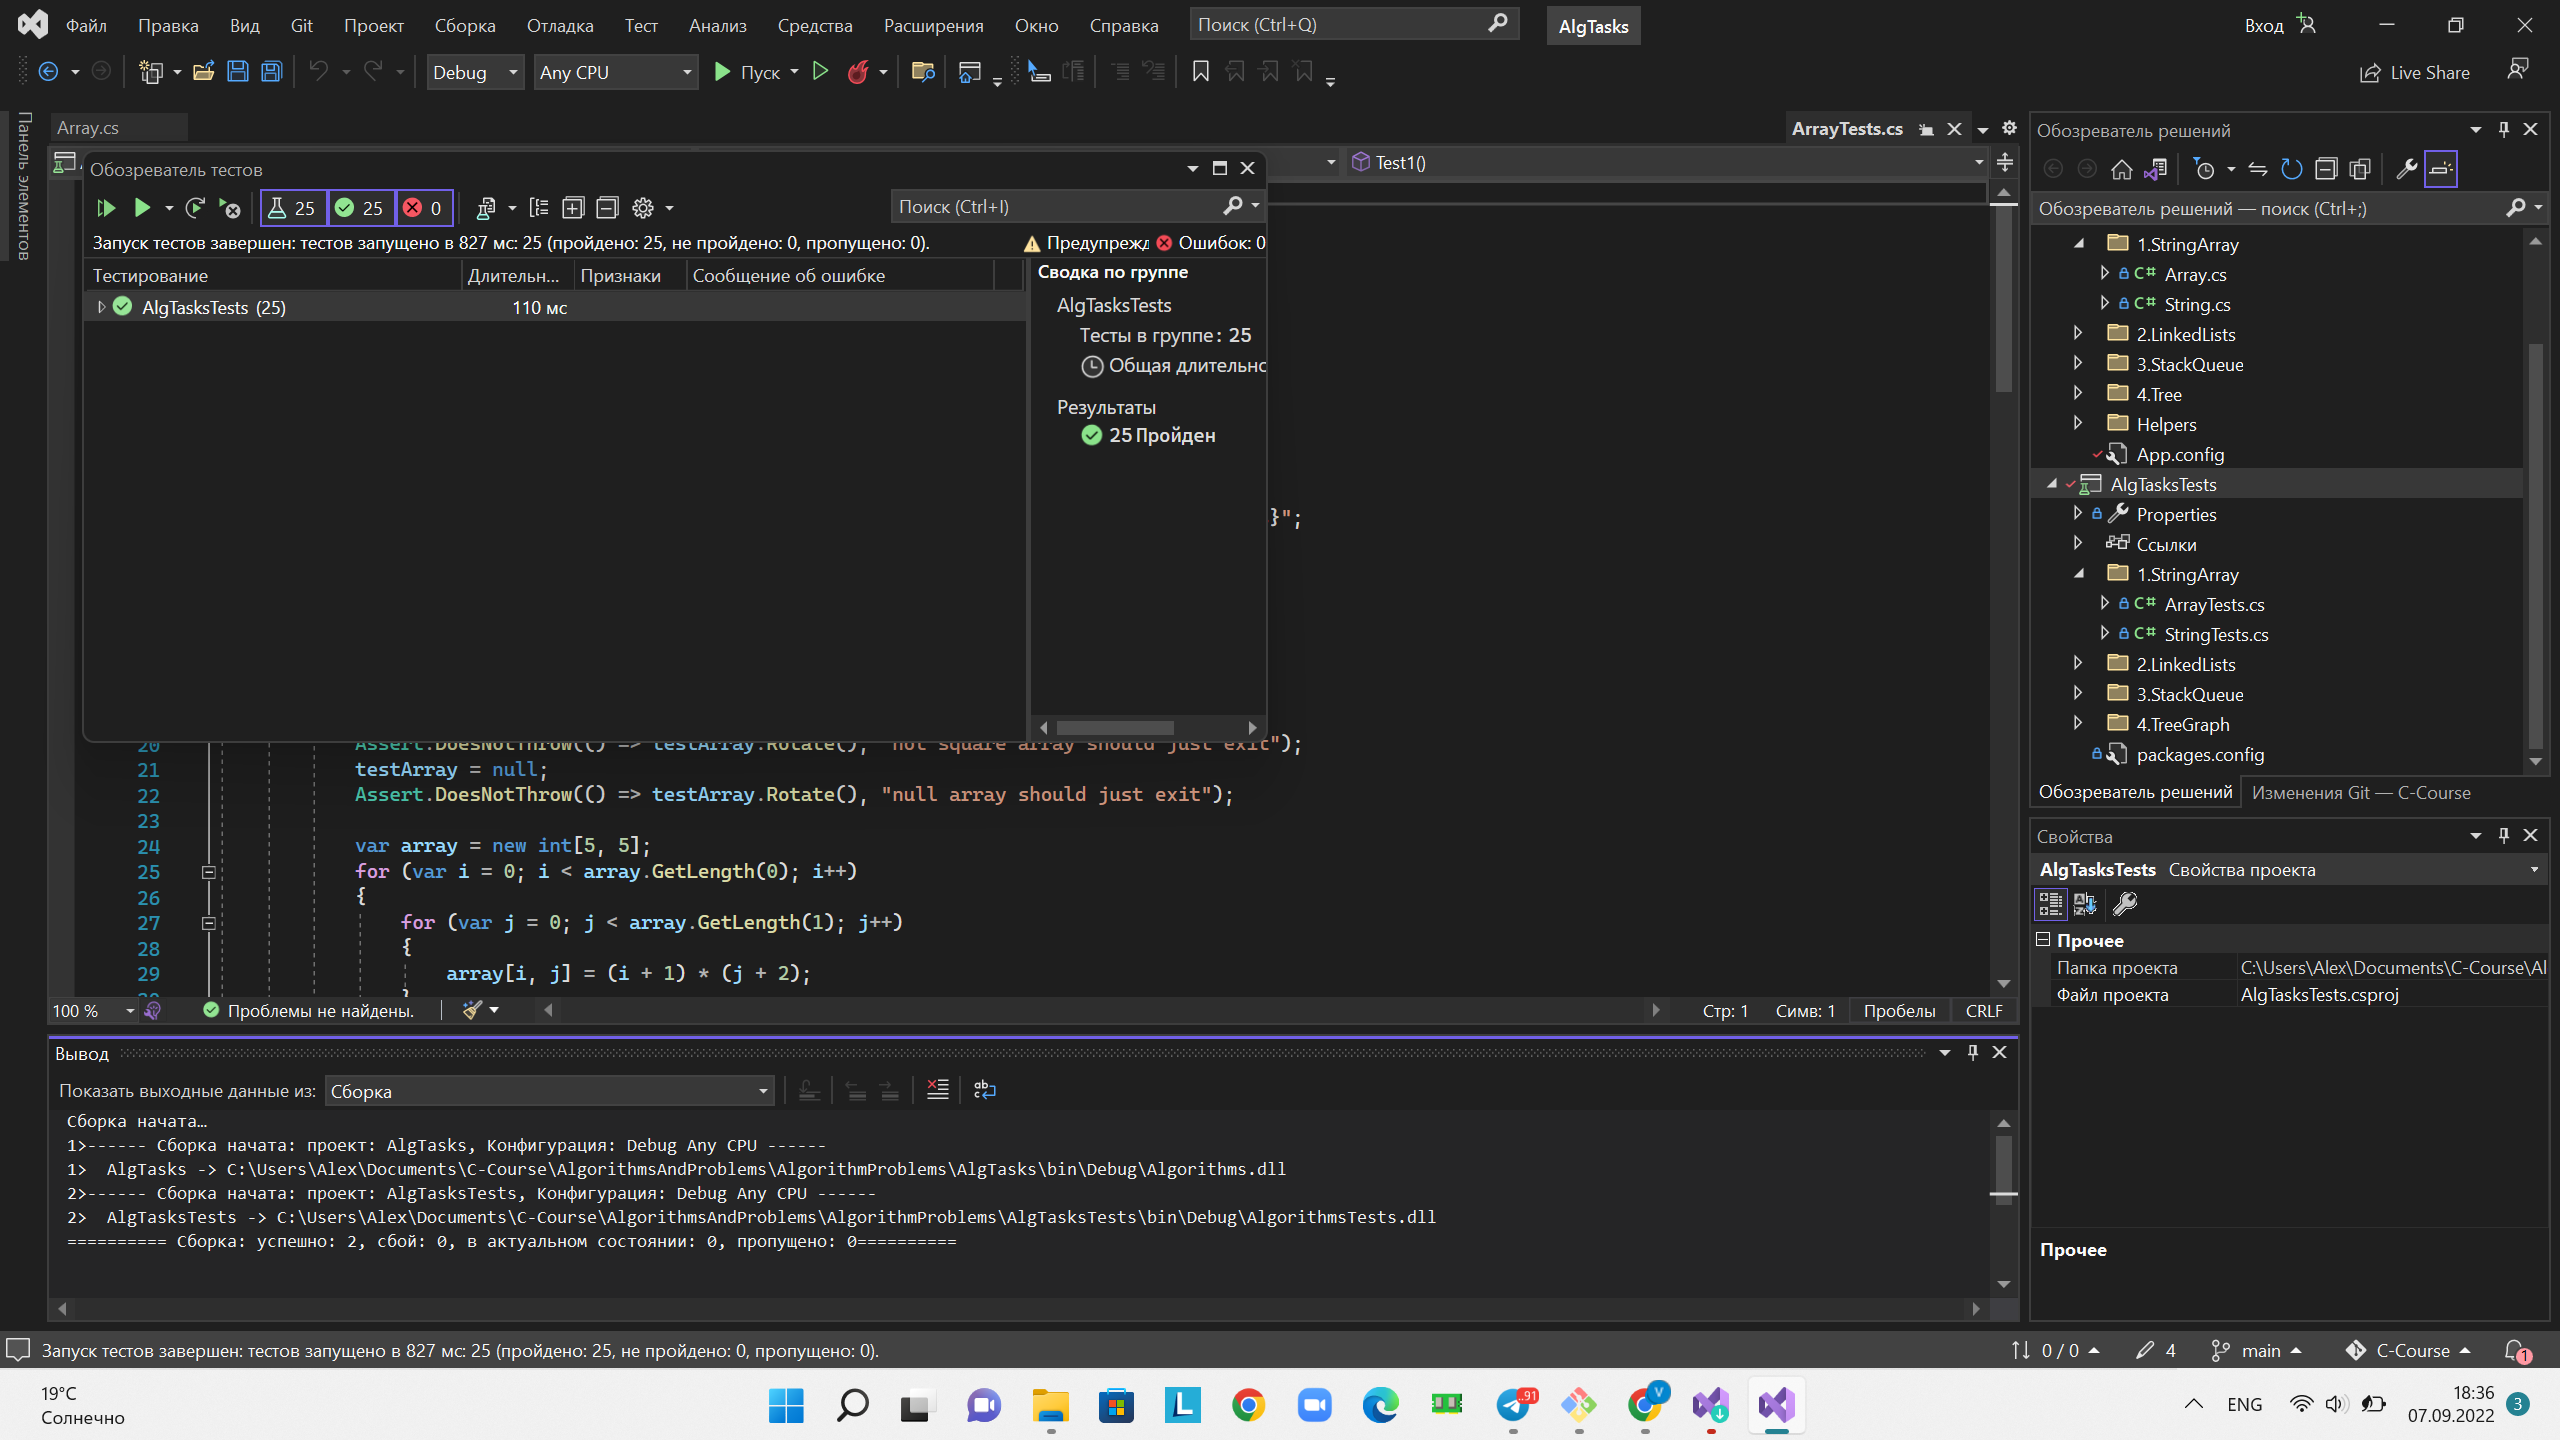 Файл Правка Вид Git Проект Сборка Отладка Тест Анализ Средства Расширения Окно Справка Поиск (Ctrl+Q) AlgTasks Вход
Debug Any CPU Пуск Live Share
Панель элементов
Array.cs
ArrayTests.cs
Test1()
Обозреватель тестов
25 25 0
Поиск (Ctrl+I)
Запуск тестов завершен: тестов запущено в 827 мс: 25 (пройдено: 25, не пройдено: 0, пропущено: 0).
Предупрежд Ошибок: 0
Тестирование Длительн... Признаки Сообщение об ошибке
AlgTasksTests (25) 110 мс
Сводка по группе
AlgTasksTests
Тесты в группе: 25
Общая длительнс
Результаты
25 Пройден
}";
20 Assert.DoesNotThrow(() => testArray.Rotate(), "not square array should just exit");
21 testArray = null;
22 Assert.DoesNotThrow(() => testArray.Rotate(), "null array should just exit");
23
24 var array = new int[5, 5];
25 for (var i = 0; i < array.GetLength(0); i++)
26 {
27 for (var j = 0; j < array.GetLength(1); j++)
28 {
29 array[i, j] = (i + 1) * (j + 2);
100 % Проблемы не найдены. Стр: 1 Симв: 1 Пробелы CRLF
Вывод
Показать выходные данные из: Сборка
Сборка начата…
1>------ Сборка начата: проект: AlgTasks, Конфигурация: Debug Any CPU ------
1>  AlgTasks -> C:\Users\Alex\Documents\C-Course\AlgorithmsAndProblems\AlgorithmProblems\AlgTasks\bin\Debug\Algorithms.dll
2>------ Сборка начата: проект: AlgTasksTests, Конфигурация: Debug Any CPU ------
2>  AlgTasksTests -> C:\Users\Alex\Documents\C-Course\AlgorithmsAndProblems\AlgorithmProblems\AlgTasksTests\bin\Debug\AlgorithmsTests.dll
========== Сборка: успешно: 2, сбой: 0, в актуальном состоянии: 0, пропущено: 0==========
Обозреватель решений
Обозреватель решений — поиск (Ctrl+;)
1.StringArray
C# Array.cs
C# String.cs
2.LinkedLists
3.StackQueue
4.Tree
Helpers
App.config
AlgTasksTests
Properties
Ссылки
1.StringArray
C# ArrayTests.cs
C# StringTests.cs
2.LinkedLists
3.StackQueue
4.TreeGraph
packages.config
Обозреватель решений Изменения Git — C-Course
Свойства
AlgTasksTests Свойства проекта
Прочее
Папка проекта C:\Users\Alex\Documents\C-Course\Al
Файл проекта AlgTasksTests.csproj
Прочее
Запуск тестов завершен: тестов запущено в 827 мс: 25 (пройдено: 25, не пройдено: 0, пропущено: 0). 0 / 0 4 main C-Course 1
19°C
Солнечно
L
..91
V
ENG
18:36
07.09.2022
3